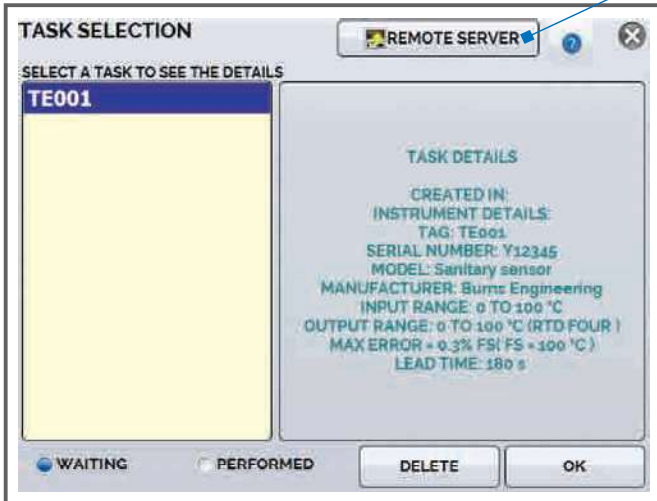 TASK SELECTION
REMOTE SERVER
?
SELECT A TASK TO SEE THE DETAILS
TE001
TASK DETAILS
CREATED IN:
INSTRUMENT DETAILS:
TAG: TE001
SERIAL NUMBER: Y12345
MODEL: Sanitary sensor
MANUFACTURER: Burns Engineering
INPUT RANGE: 0 TO 100 °C
OUTPUT RANGE: 0 TO 100 °C (RTD FOUR )
MAX ERROR = 0.3% FS( FS = 100 °C )
LEAD TIME: 180 s
WAITING
PERFORMED
DELETE
OK